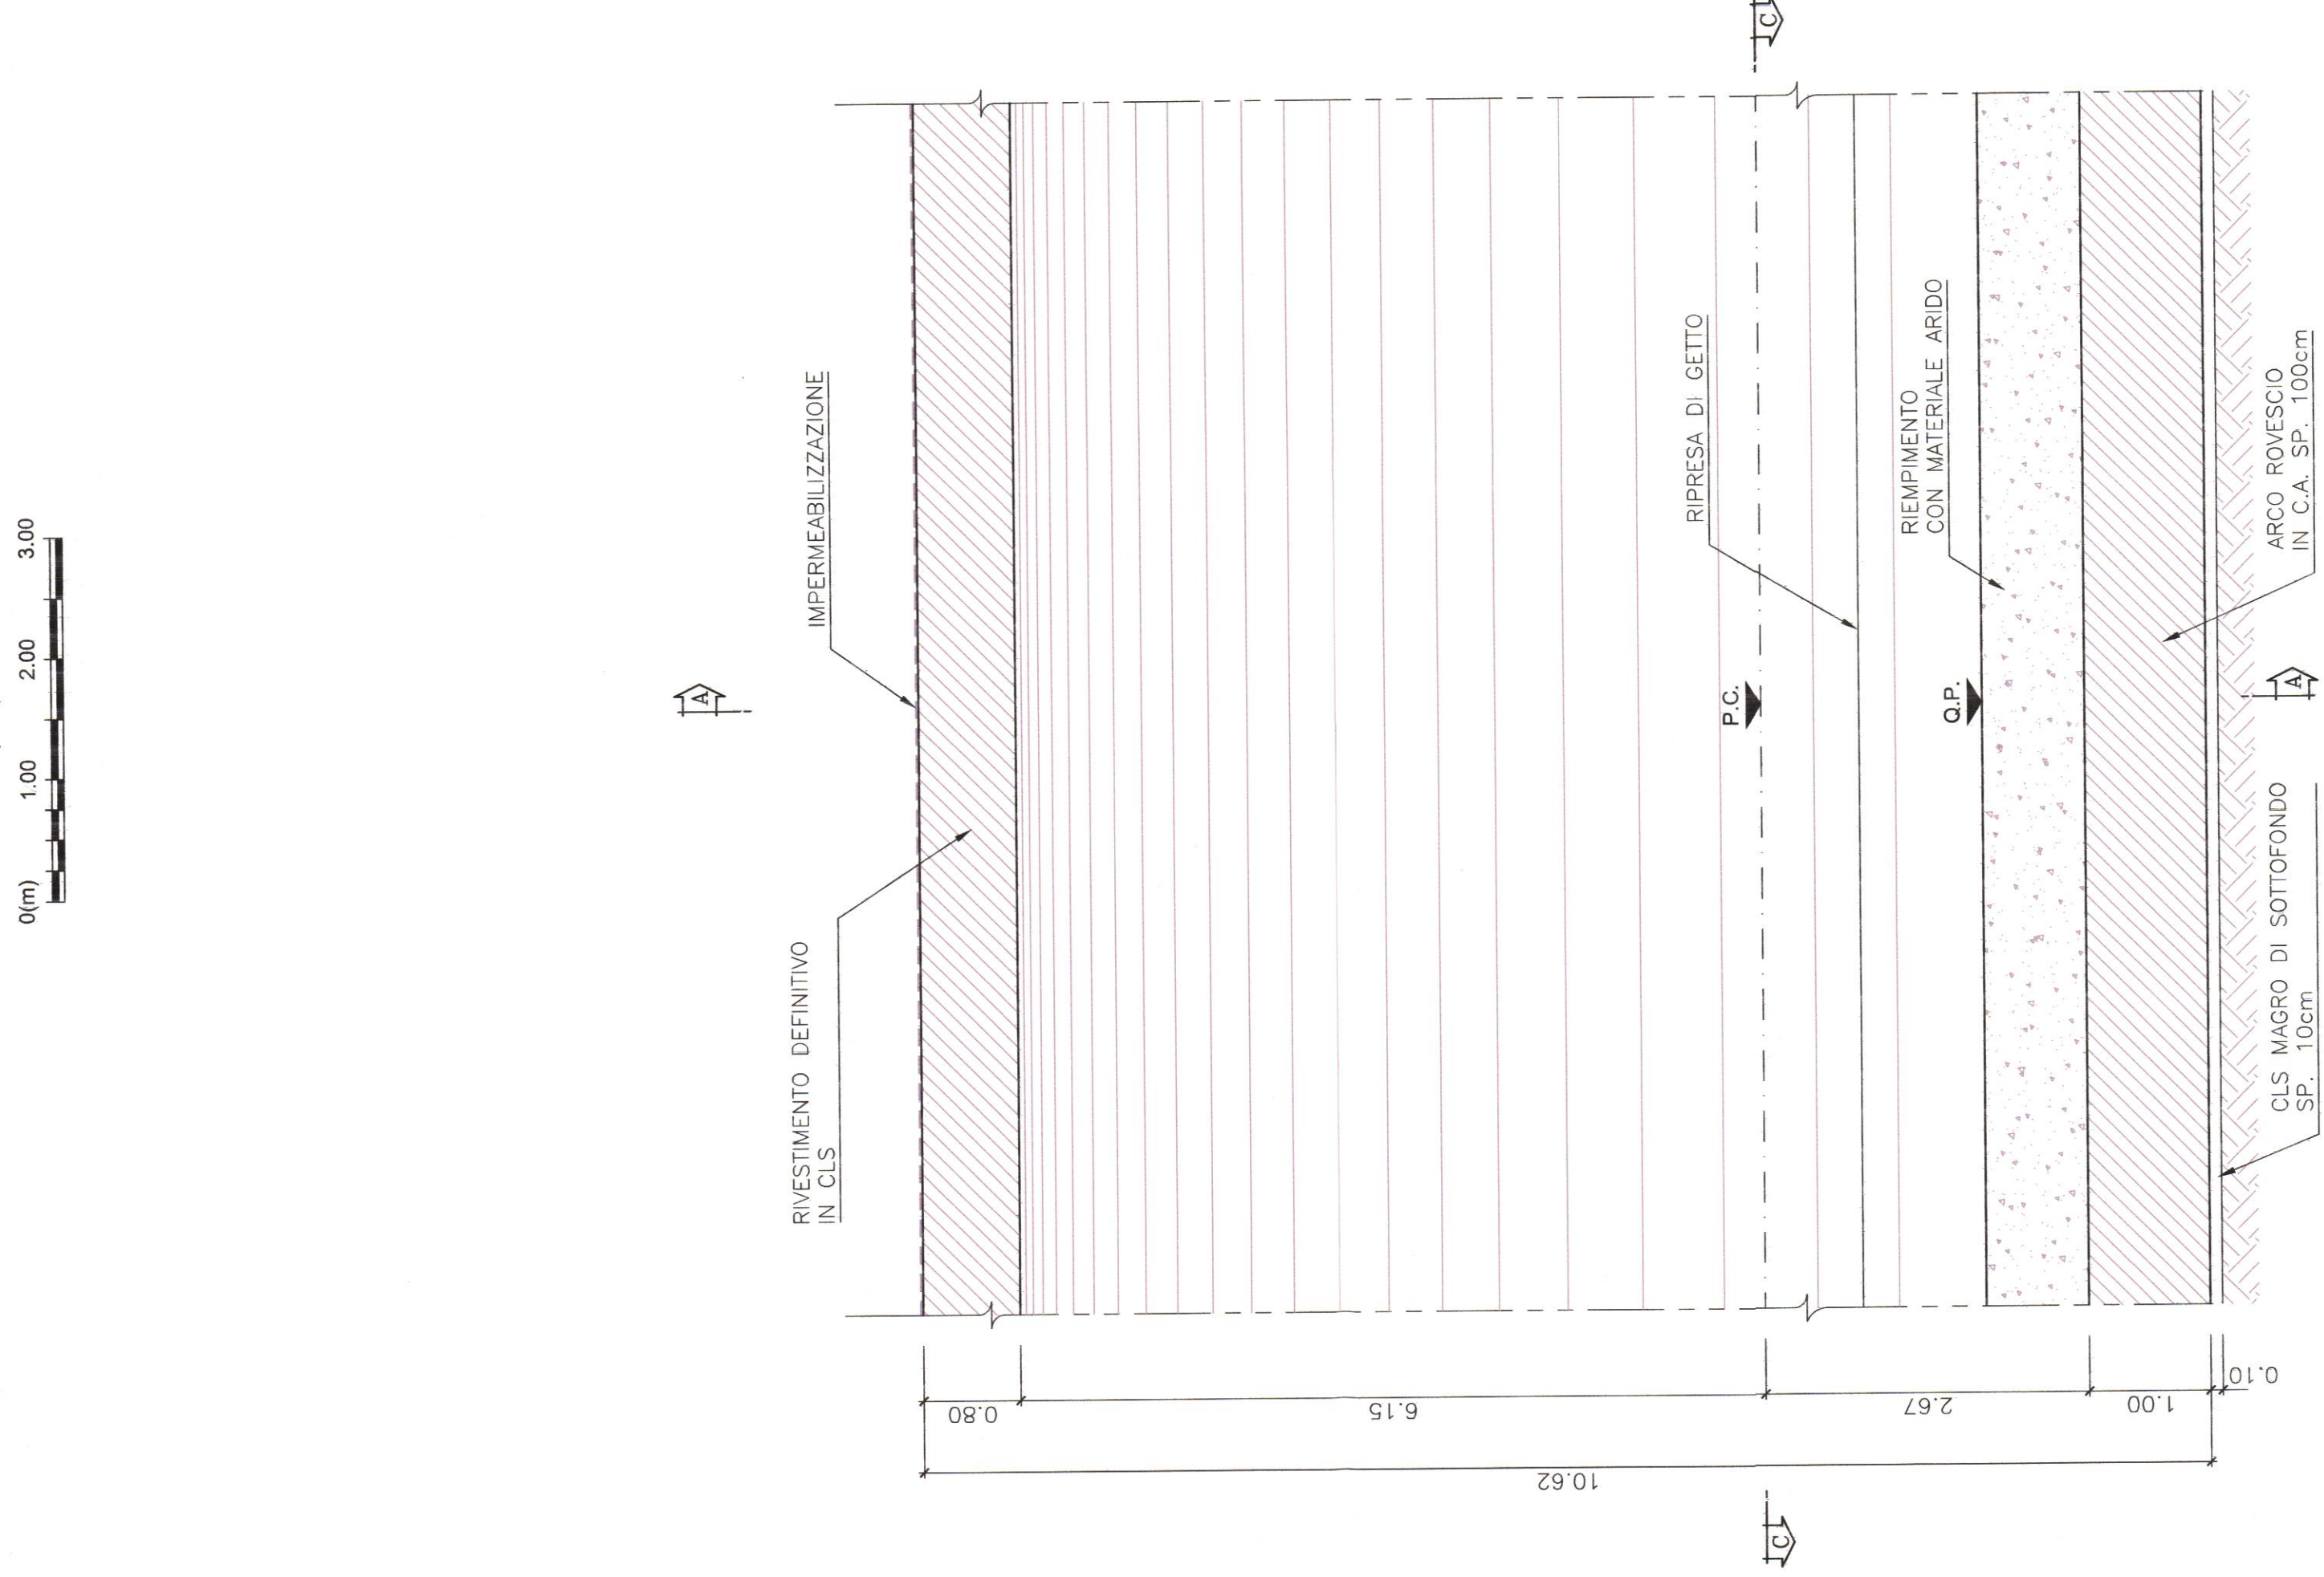 0(m) 1.00 2.00 3.00
C
A
IMPERMEABILIZZAZIONE
RIVESTIMENTO DEFINITIVO
IN CLS
RIPRESA DI GETTO
P.C.
RIEMPIMENTO
CON MATERIALE ARIDO
Q.P.
ARCO ROVESCIO
IN C.A. SP. 100cm
A
CLS MAGRO DI SOTTOFONDO
SP. 10cm
0.80
6.15
2.67
1.00
0.10
10.62
C